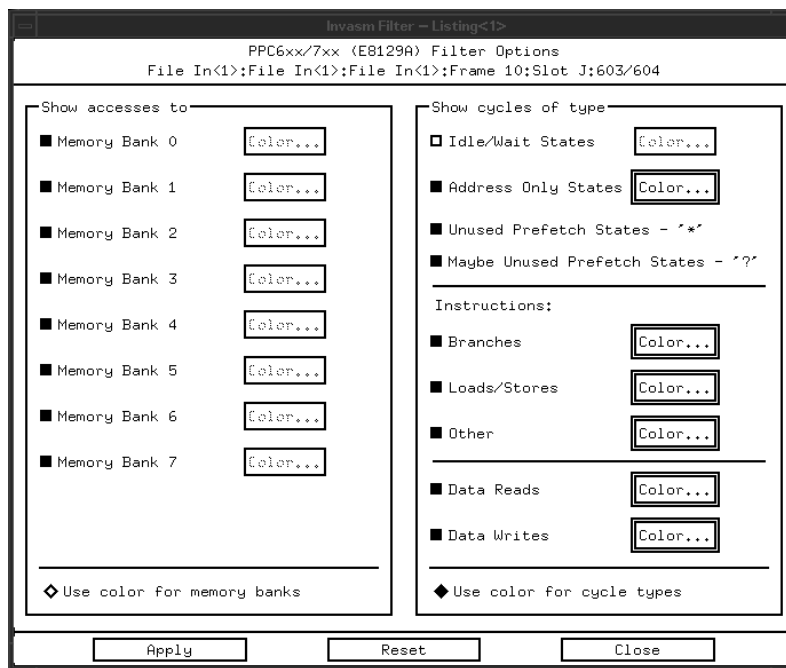 Invasm Filter – Listing<1>
PPC6xx/7xx (E8129A) Filter Options
File In<1>:File In<1>:File In<1>:Frame 10:Slot J:603/604
Show accesses to
Memory Bank 0 Color...
Memory Bank 1 Color...
Memory Bank 2 Color...
Memory Bank 3 Color...
Memory Bank 4 Color...
Memory Bank 5 Color...
Memory Bank 6 Color...
Memory Bank 7 Color...
Use color for memory banks
Show cycles of type
Idle/Wait States Color...
Address Only States Color...
Unused Prefetch States - "*"
Maybe Unused Prefetch States - "?"
Instructions:
Branches Color...
Loads/Stores Color...
Other Color...
Data Reads Color...
Data Writes Color...
Use color for cycle types
Apply Reset Close